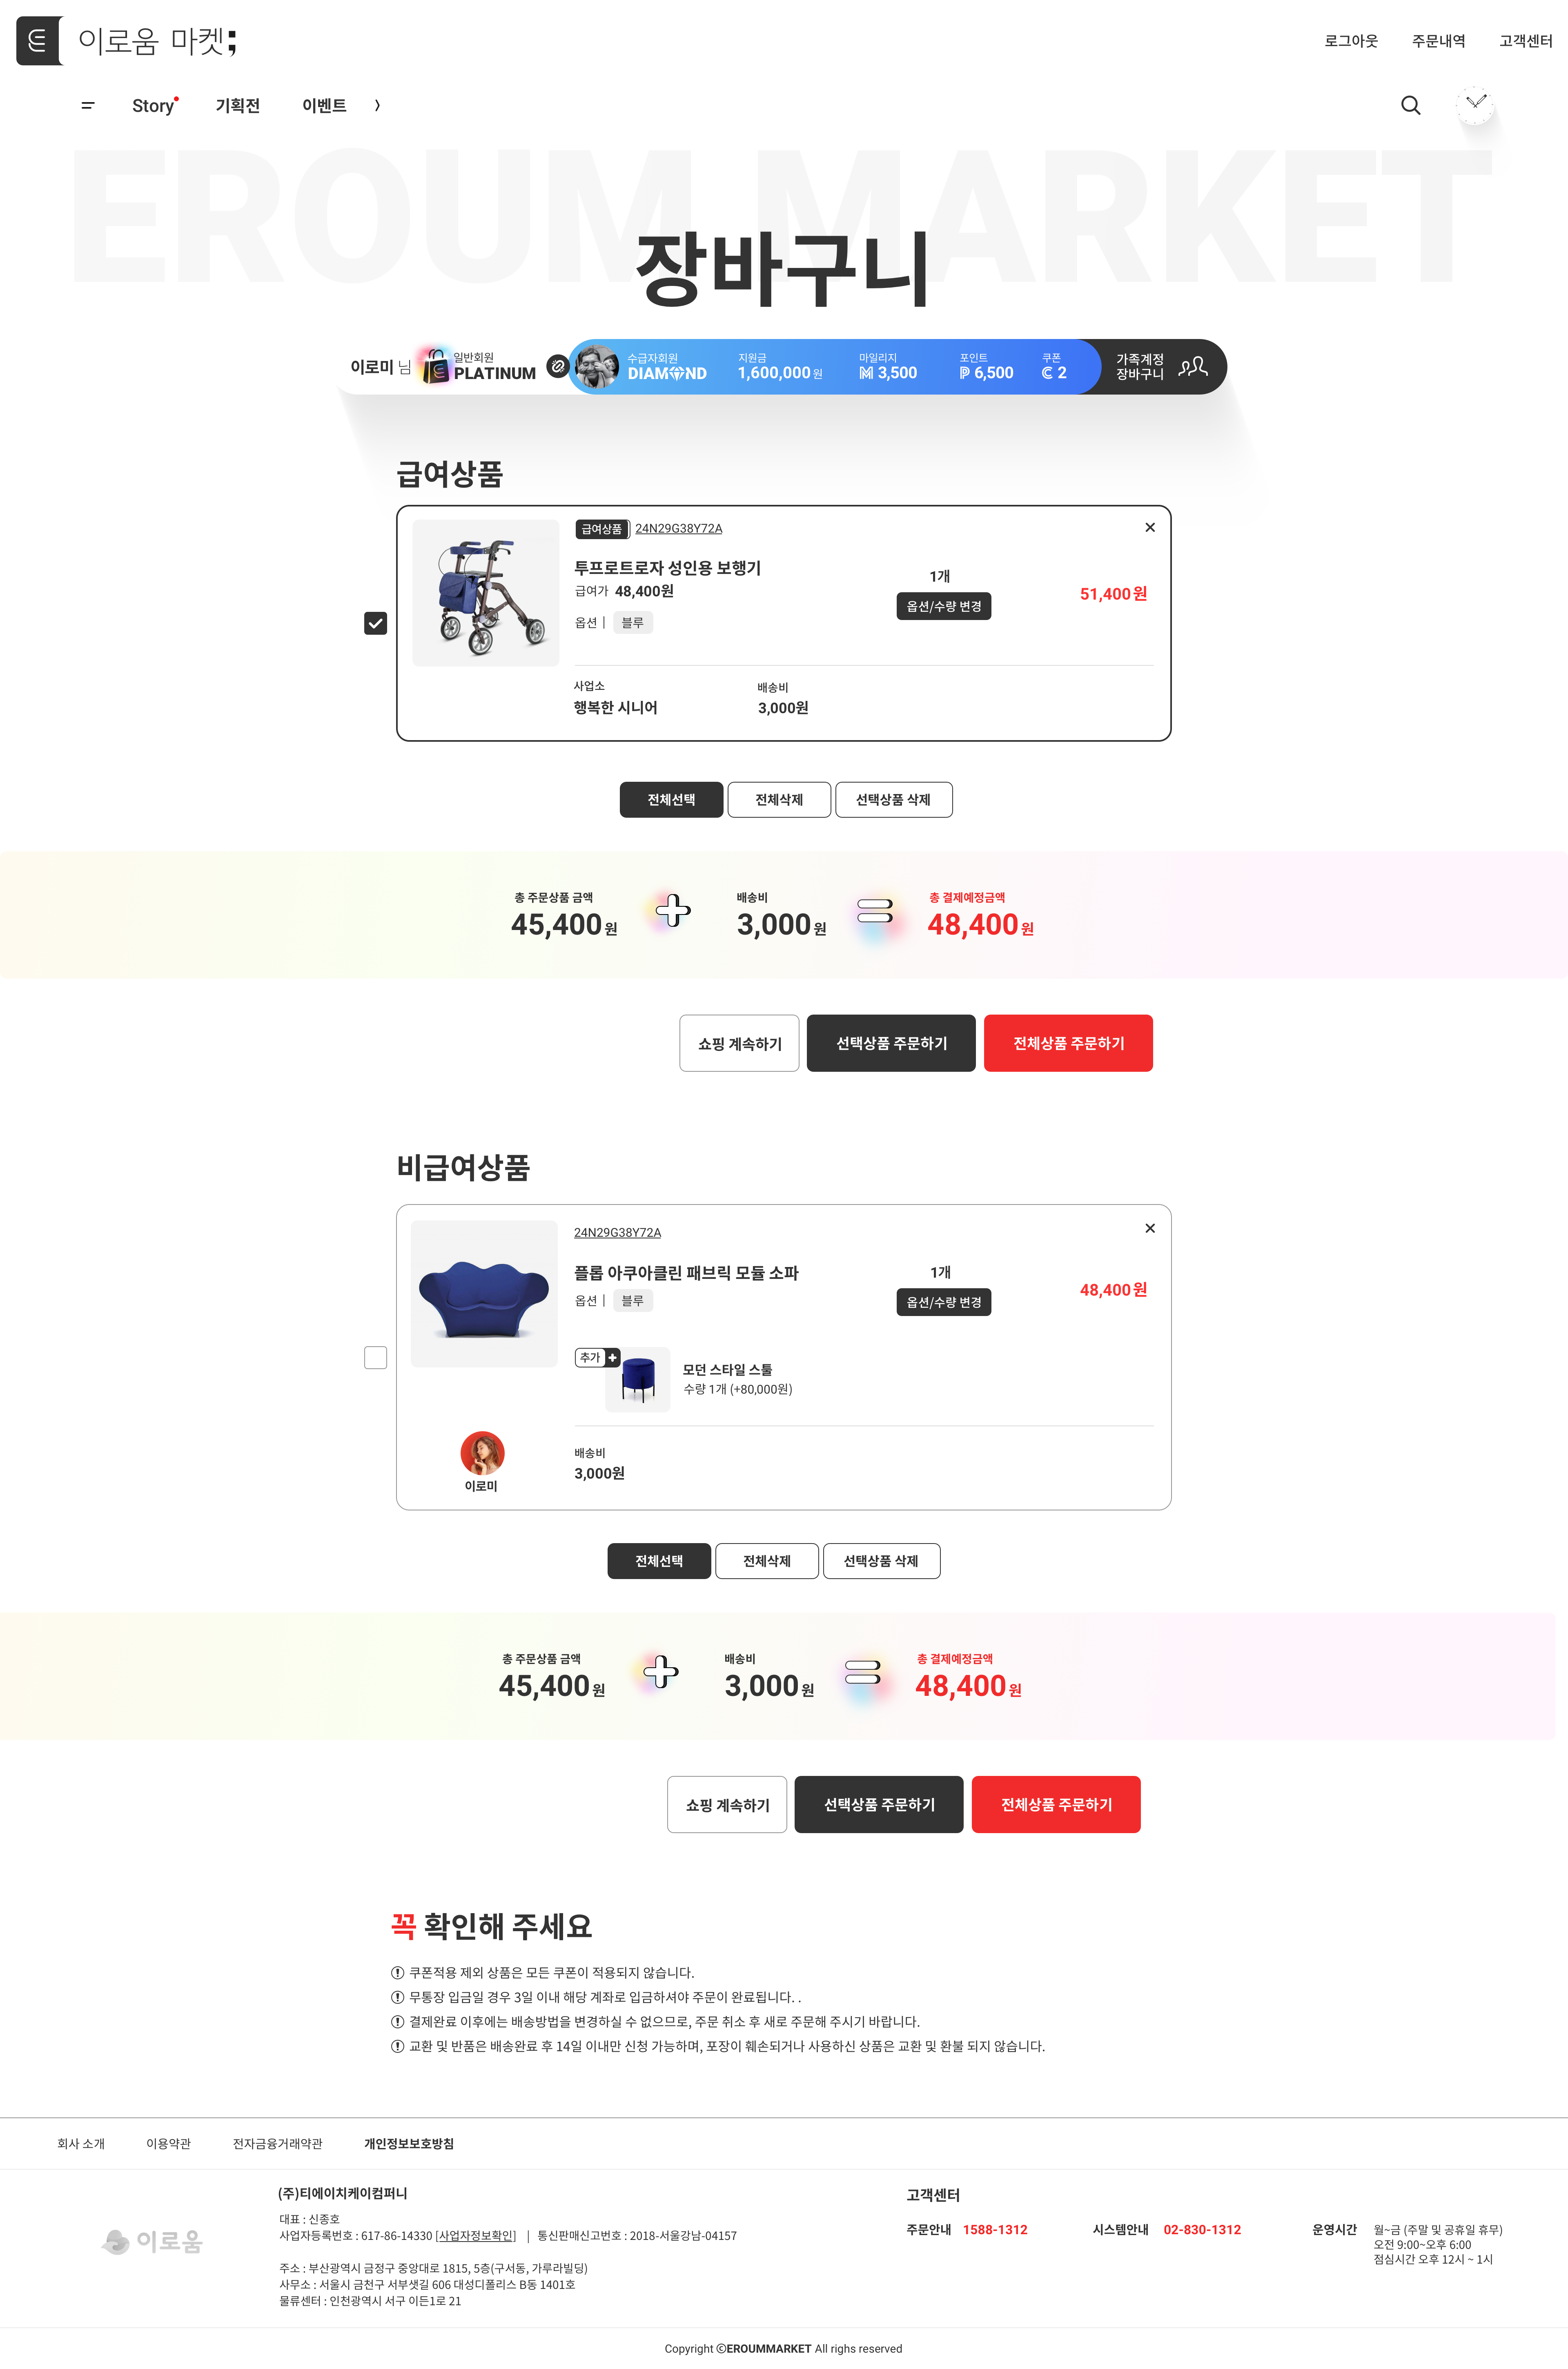 이로움 마켓;
로그아웃 주문내역 고객센터
Story 기획전 이벤트
EROUM MARKET
장바구니
이로미 님
일반회원
PLATINUM
수급자회원
DIAMOND
지원금
1,600,000 원
마일리지
M 3,500
포인트
P 6,500
쿠폰
C 2
가족계정
장바구니
급여상품
급여상품 24N29G38Y72A
투프로트로자 성인용 보행기
급여가 48,400원
옵션 | 블루
1개
옵션/수량 변경
51,400원
사업소
행복한 시니어
배송비
3,000원
전체선택 전체삭제 선택상품 삭제
총 주문상품 금액
45,400원
배송비
3,000원
총 결제예정금액
48,400원
쇼핑 계속하기 선택상품 주문하기 전체상품 주문하기
비급여상품
24N29G38Y72A
플롭 아쿠아클린 패브릭 모듈 소파
옵션 | 블루
1개
옵션/수량 변경
48,400원
추가
모던 스타일 스툴
수량 1개 (+80,000원)
이로미
배송비
3,000원
전체선택 전체삭제 선택상품 삭제
총 주문상품 금액
45,400원
배송비
3,000원
총 결제예정금액
48,400원
쇼핑 계속하기 선택상품 주문하기 전체상품 주문하기
꼭 확인해 주세요
쿠폰적용 제외 상품은 모든 쿠폰이 적용되지 않습니다.
무통장 입금일 경우 3일 이내 해당 계좌로 입금하셔야 주문이 완료됩니다. .
결제완료 이후에는 배송방법을 변경하실 수 없으므로, 주문 취소 후 새로 주문해 주시기 바랍니다.
교환 및 반품은 배송완료 후 14일 이내만 신청 가능하며, 포장이 훼손되거나 사용하신 상품은 교환 및 환불 되지 않습니다.
회사 소개 이용약관 전자금융거래약관 개인정보보호방침
이로움
(주)티에이치케이컴퍼니
대표 : 신종호
사업자등록번호 : 617-86-14330 [사업자정보확인] | 통신판매신고번호 : 2018-서울강남-04157
주소 : 부산광역시 금정구 중앙대로 1815, 5층(구서동, 가루라빌딩)
사무소 : 서울시 금천구 서부샛길 606 대성디폴리스 B동 1401호
물류센터 : 인천광역시 서구 이든1로 21
고객센터
주문안내 1588-1312
시스템안내 02-830-1312
운영시간 월~금 (주말 및 공휴일 휴무)
오전 9:00~오후 6:00
점심시간 오후 12시 ~ 1시
Copyright ⓒEROUMMARKET All righs reserved